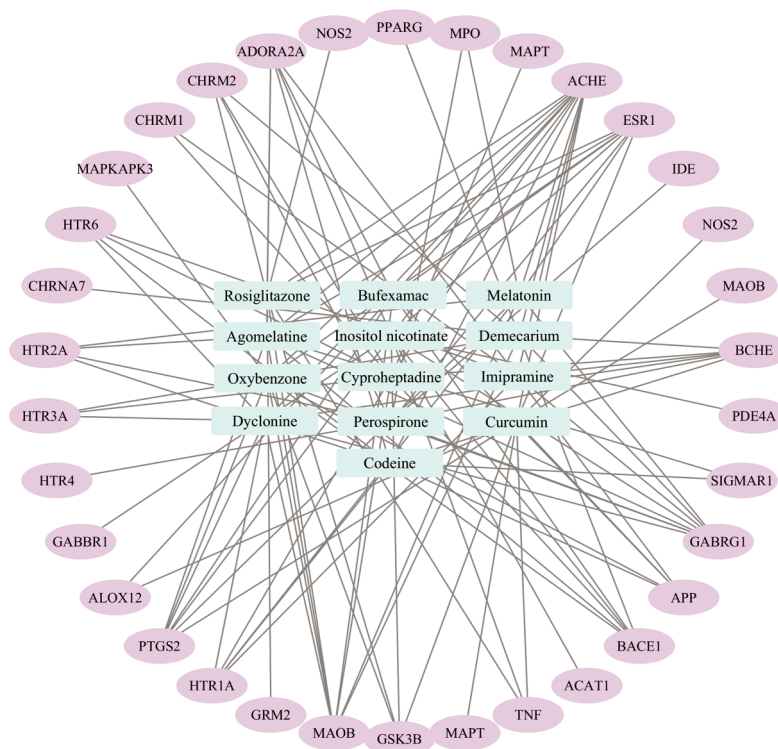 NOS2
PPARG
MPO
ADORA2A
MAPT
CHRM2
ACHE
CHRM1
ESR1
MAPKAPK3
IDE
HTR6
NOS2
CHRNA7
MAOB
Rosiglitazone
Bufexamac
Melatonin
Agomelatine
Inositol nicotinate
Demecarium
HTR2A
BCHE
Oxybenzone
Cyproheptadine
Imipramine
HTR3A
PDE4A
Dyclonine
Perospirone
Curcumin
Codeine
HTR4
SIGMAR1
GABBR1
GABRG1
ALOX12
APP
PTGS2
BACE1
HTR1A
ACAT1
GRM2
TNF
MAOB
GSK3B
MAPT